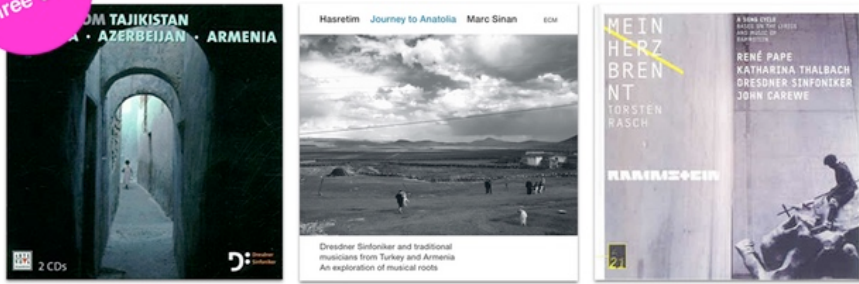 TAJIKISTAN
· AZERBEIJAN · ARMENIA
2 CDs
Dresdner
Sinfoniker
Hasretim Journey to Anatolia Marc Sinan ECM
Dresdner Sinfoniker and traditional
musicians from Turkey and Armenia
An exploration of musical roots
MEIN
HERZ
BREN
NT
TORSTEN
RASCH
RAMMSTEIN
21
A SONG CYCLE
BASED ON THE LYRICS
AND MUSIC OF
RAMMSTEIN
RENÉ PAPE
KATHARINA THALBACH
DRESDNER SINFONIKER
JOHN CAREWE